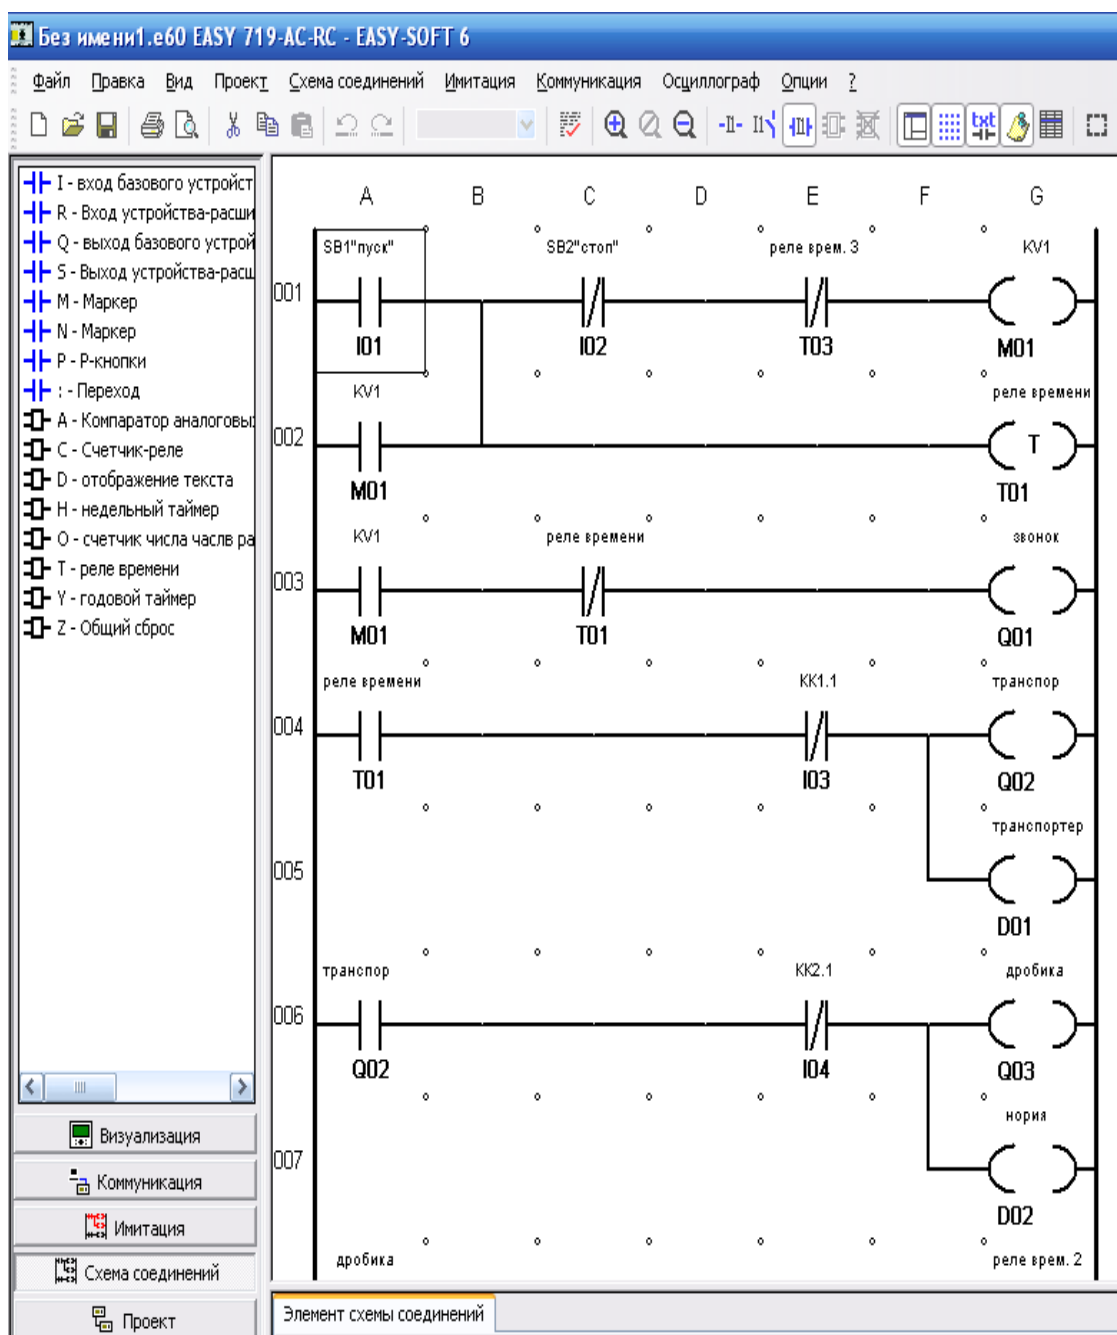 Без имени1.e60 EASY 719-AC-RC - EASY-SOFT 6
Файл Правка Вид Проект Схема соединений Имитация Коммуникация Осциллограф Опции ?
txt
I - вход базового устройст
R - Вход устройства-расши
Q - выход базового устрой
S - Выход устройства-расш
M - Маркер
N - Маркер
P - P-кнопки
: - Переход
A - Компаратор аналоговы
C - Счетчик-реле
D - отображение текста
H - недельный таймер
O - счетчик числа часлв ра
T - реле времени
Y - годовой таймер
Z - Общий сброс
Визуализация
Коммуникация
Имитация
Схема соединений
Проект
A B C D E F G
SB1"пуск" SB2"стоп" реле врем. 3 KV1
001
I01 I02 T03 M01
KV1 реле времени
002 T
M01 T01
KV1 реле времени звонок
003
M01 T01 Q01
реле времени KK1.1 транспор
004
T01 I03 Q02
транспортер
005
D01
транспор KK2.1 дробика
006
Q02 I04 Q03
нория
007
D02
дробика реле врем. 2
Элемент схемы соединений